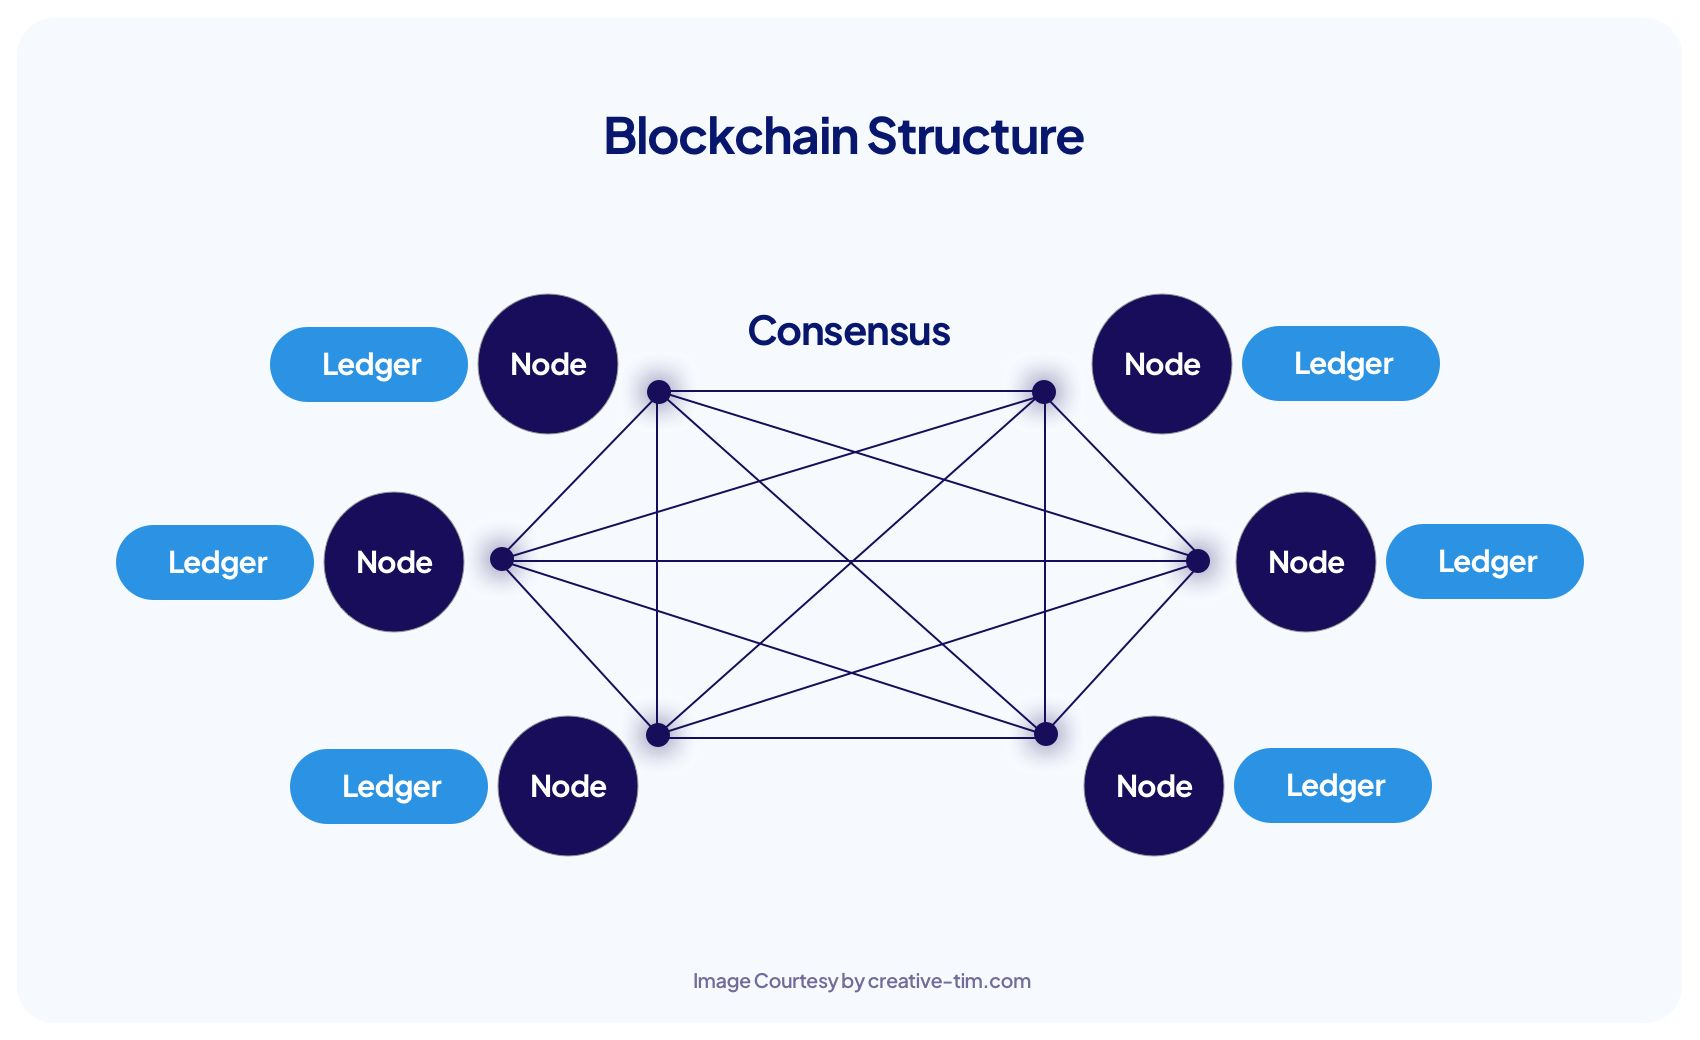 Blockchain Structure
Consensus
Ledger Node Node Ledger
Ledger Node Node Ledger
Ledger Node Node Ledger
Image Courtesy by creative-tim.com